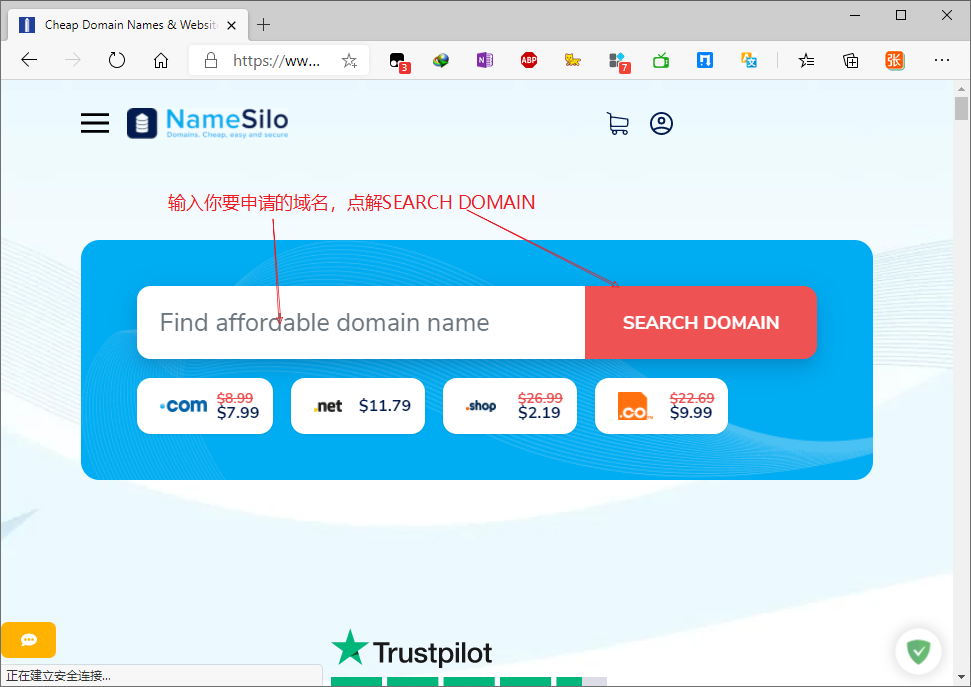 Cheap Domain Names & Website
https://ww...
3
ABP
7
张
NameSilo
Domains. Cheap, easy and secure
输入你要申请的域名，点解SEARCH DOMAIN
Find affordable domain name
SEARCH DOMAIN
.com $8.99 $7.99
.net $11.79
.shop $26.99 $2.19
.co $22.69 $9.99
Trustpilot
正在建立安全连接...